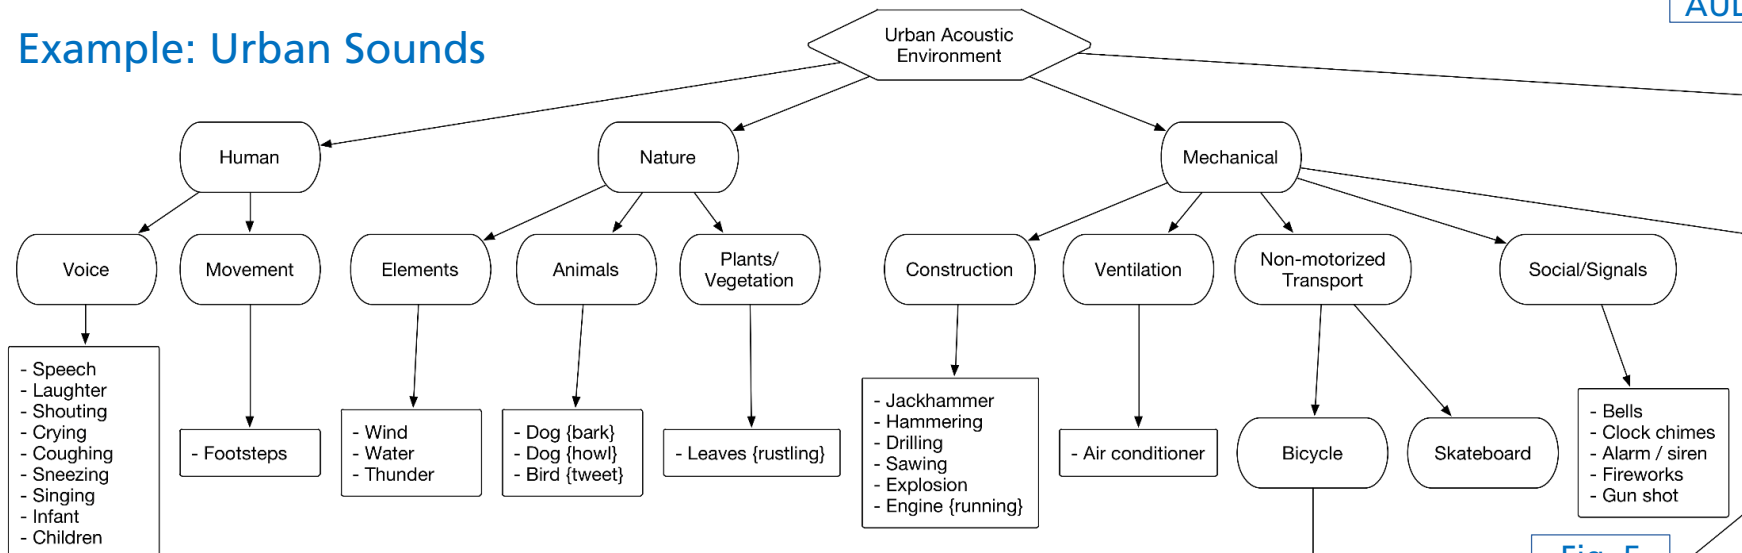 Example: Urban Sounds
Urban Acoustic
Environment
Human
Nature
Mechanical
Voice
Movement
Elements
Animals
Plants/
Vegetation
Construction
Ventilation
Non-motorized
Transport
Social/Signals
- Speech
- Laughter
- Shouting
- Crying
- Coughing
- Sneezing
- Singing
- Infant
- Children
- Footsteps
- Wind
- Water
- Thunder
- Dog {bark}
- Dog {howl}
- Bird {tweet}
- Leaves {rustling}
- Jackhammer
- Hammering
- Drilling
- Sawing
- Explosion
- Engine {running}
- Air conditioner
Bicycle
Skateboard
- Bells
- Clock chimes
- Alarm / siren
- Fireworks
- Gun shot